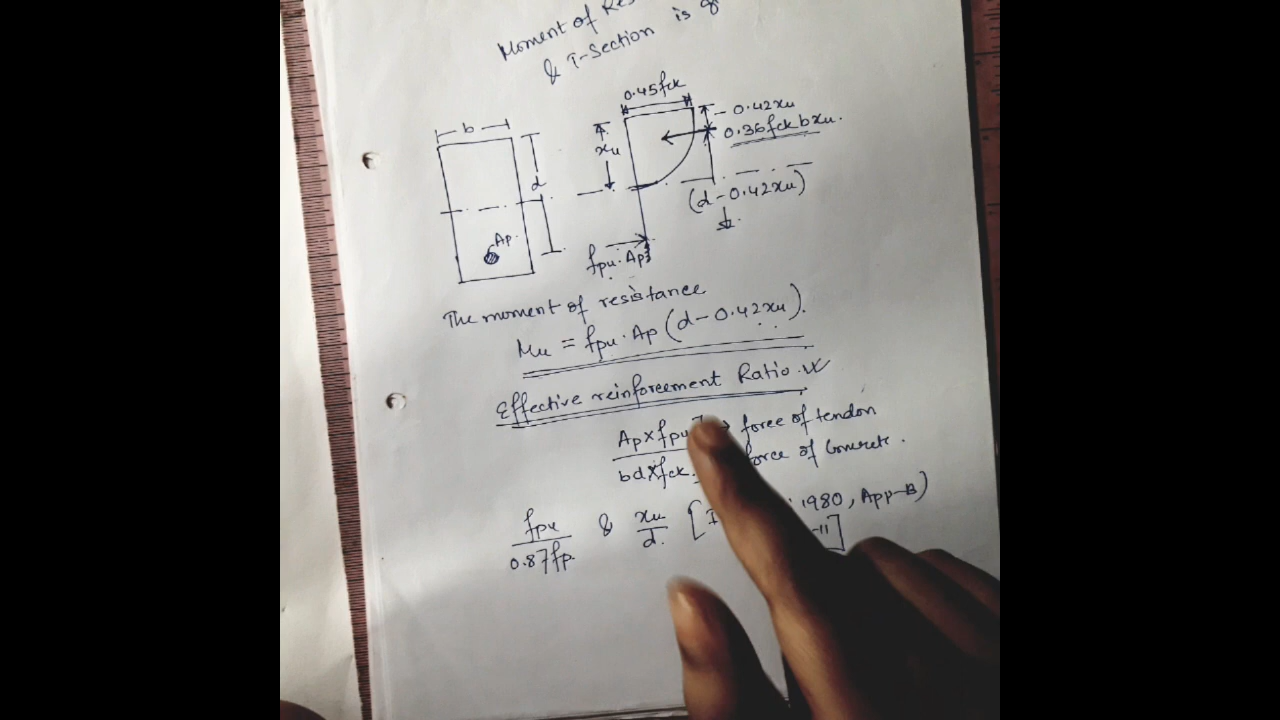 Moment of
& T-Section is
0.45fck
b
0.42xu
0.36fck b xu.
xu
d
(d-0.42xu)
Ap.
fpu.Ap
The moment of resistance
Mu = fpu.Ap (d-0.42xu).
Effective reinforcement Ratio.
Ap×fpu → force of tendon
bd×fck. force of Concrete.
fpu & xu [I 1980, App-B)
0.87fp. d. -11]